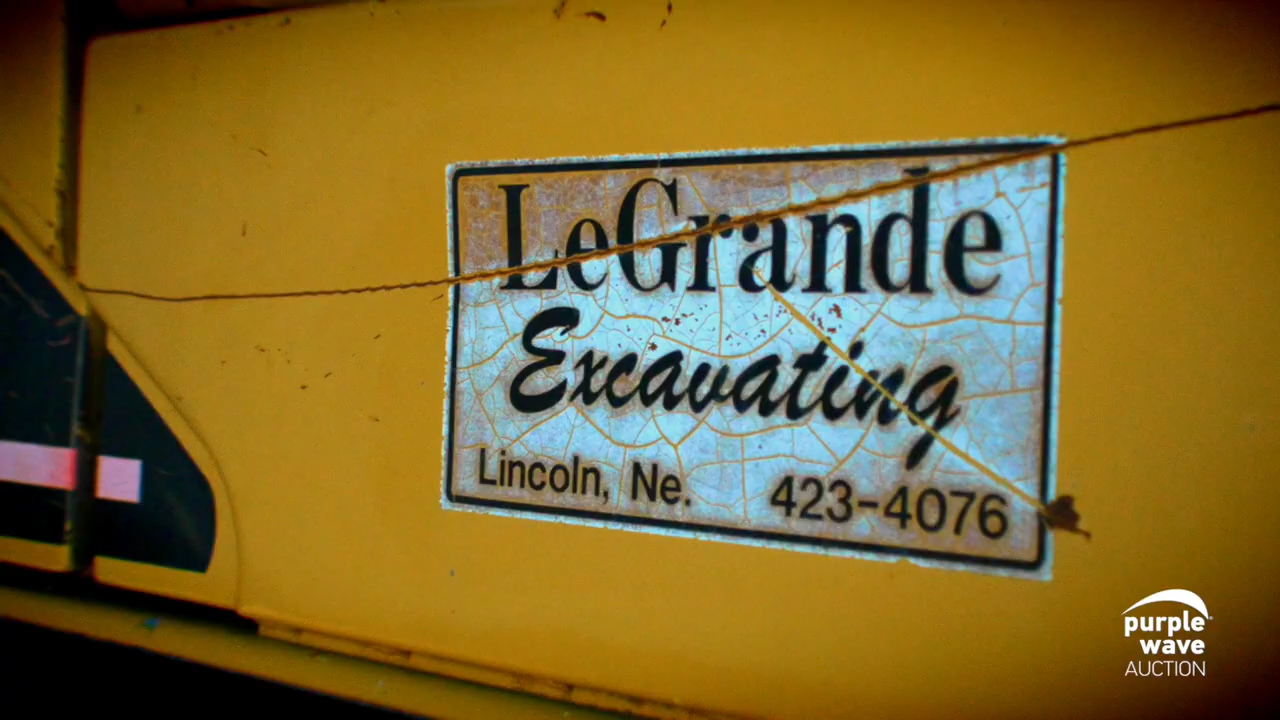 LeGrande
Excavating
Lincoln, Ne. 423-4076
purple
wave
AUCTION